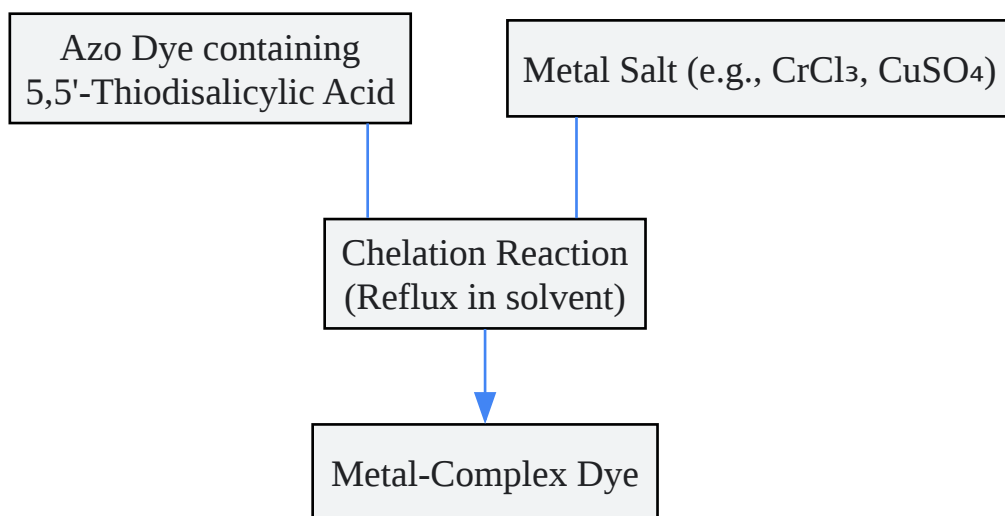 Azo Dye containing
5,5'-Thiodisalicylic Acid
Metal Salt (e.g., CrCl₃, CuSO₄)
Chelation Reaction
(Reflux in solvent)
Metal-Complex Dye